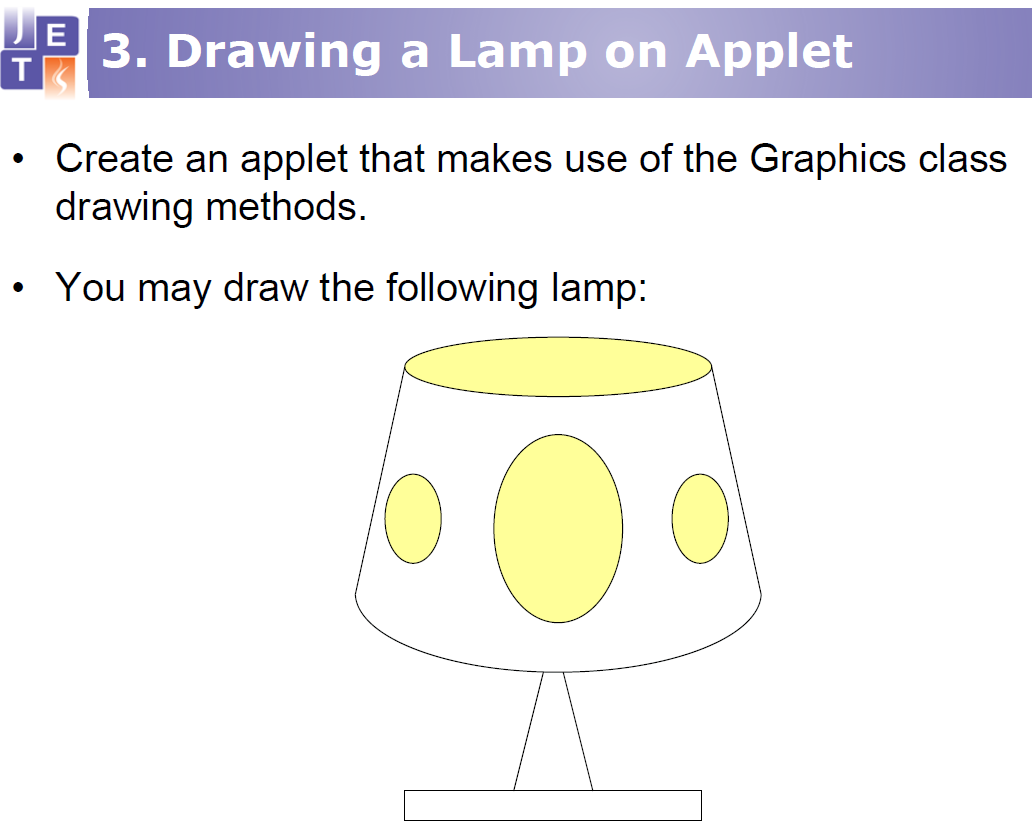 J E
T S
3. Drawing a Lamp on Applet
• Create an applet that makes use of the Graphics class
drawing methods.
• You may draw the following lamp: